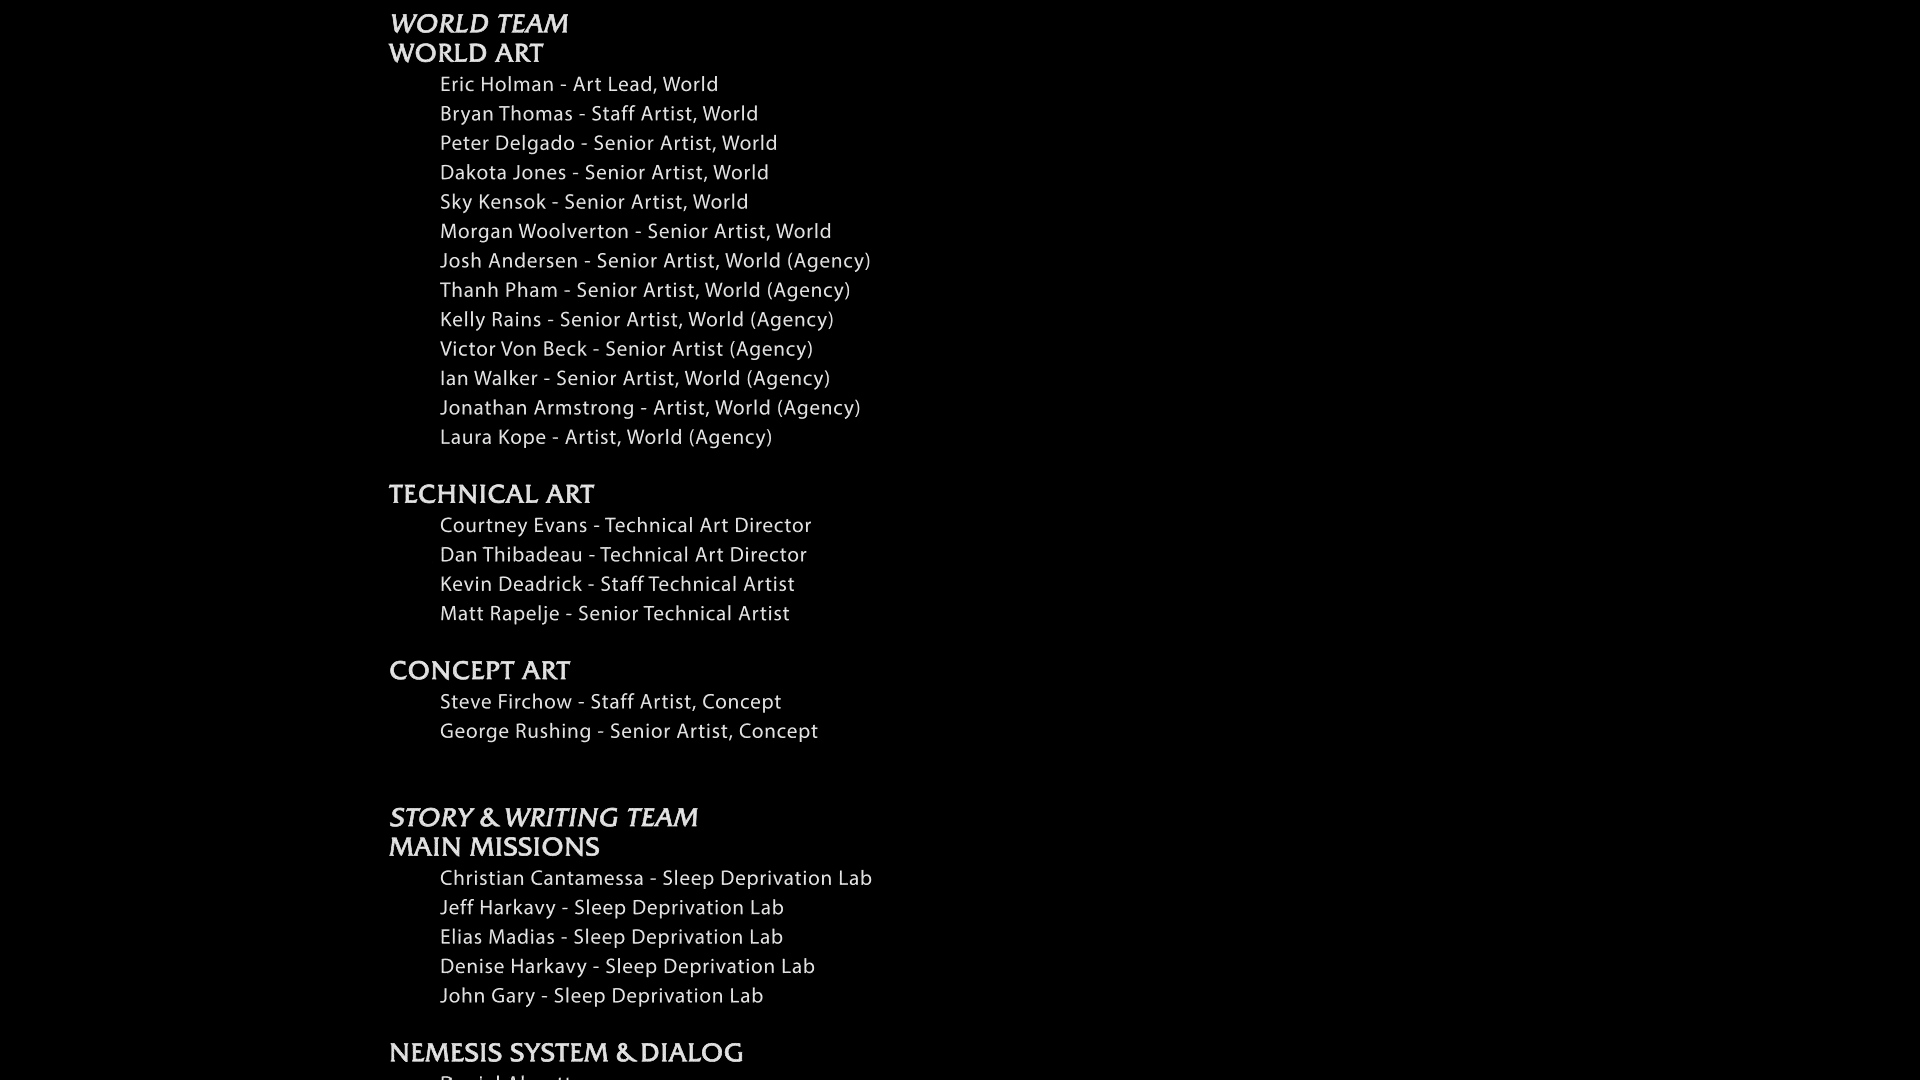 WORLD TEAM
WORLD ART
Eric Holman - Art Lead, World
Bryan Thomas - Staff Artist, World
Peter Delgado - Senior Artist, World
Dakota Jones - Senior Artist, World
Sky Kensok - Senior Artist, World
Morgan Woolverton - Senior Artist, World
Josh Andersen - Senior Artist, World (Agency)
Thanh Pham - Senior Artist, World (Agency)
Kelly Rains - Senior Artist, World (Agency)
Victor Von Beck - Senior Artist (Agency)
Ian Walker - Senior Artist, World (Agency)
Jonathan Armstrong - Artist, World (Agency)
Laura Kope - Artist, World (Agency)
TECHNICAL ART
Courtney Evans - Technical Art Director
Dan Thibadeau - Technical Art Director
Kevin Deadrick - Staff Technical Artist
Matt Rapelje - Senior Technical Artist
CONCEPT ART
Steve Firchow - Staff Artist, Concept
George Rushing - Senior Artist, Concept
STORY & WRITING TEAM
MAIN MISSIONS
Christian Cantamessa - Sleep Deprivation Lab
Jeff Harkavy - Sleep Deprivation Lab
Elias Madias - Sleep Deprivation Lab
Denise Harkavy - Sleep Deprivation Lab
John Gary - Sleep Deprivation Lab
NEMESIS SYSTEM & DIALOG